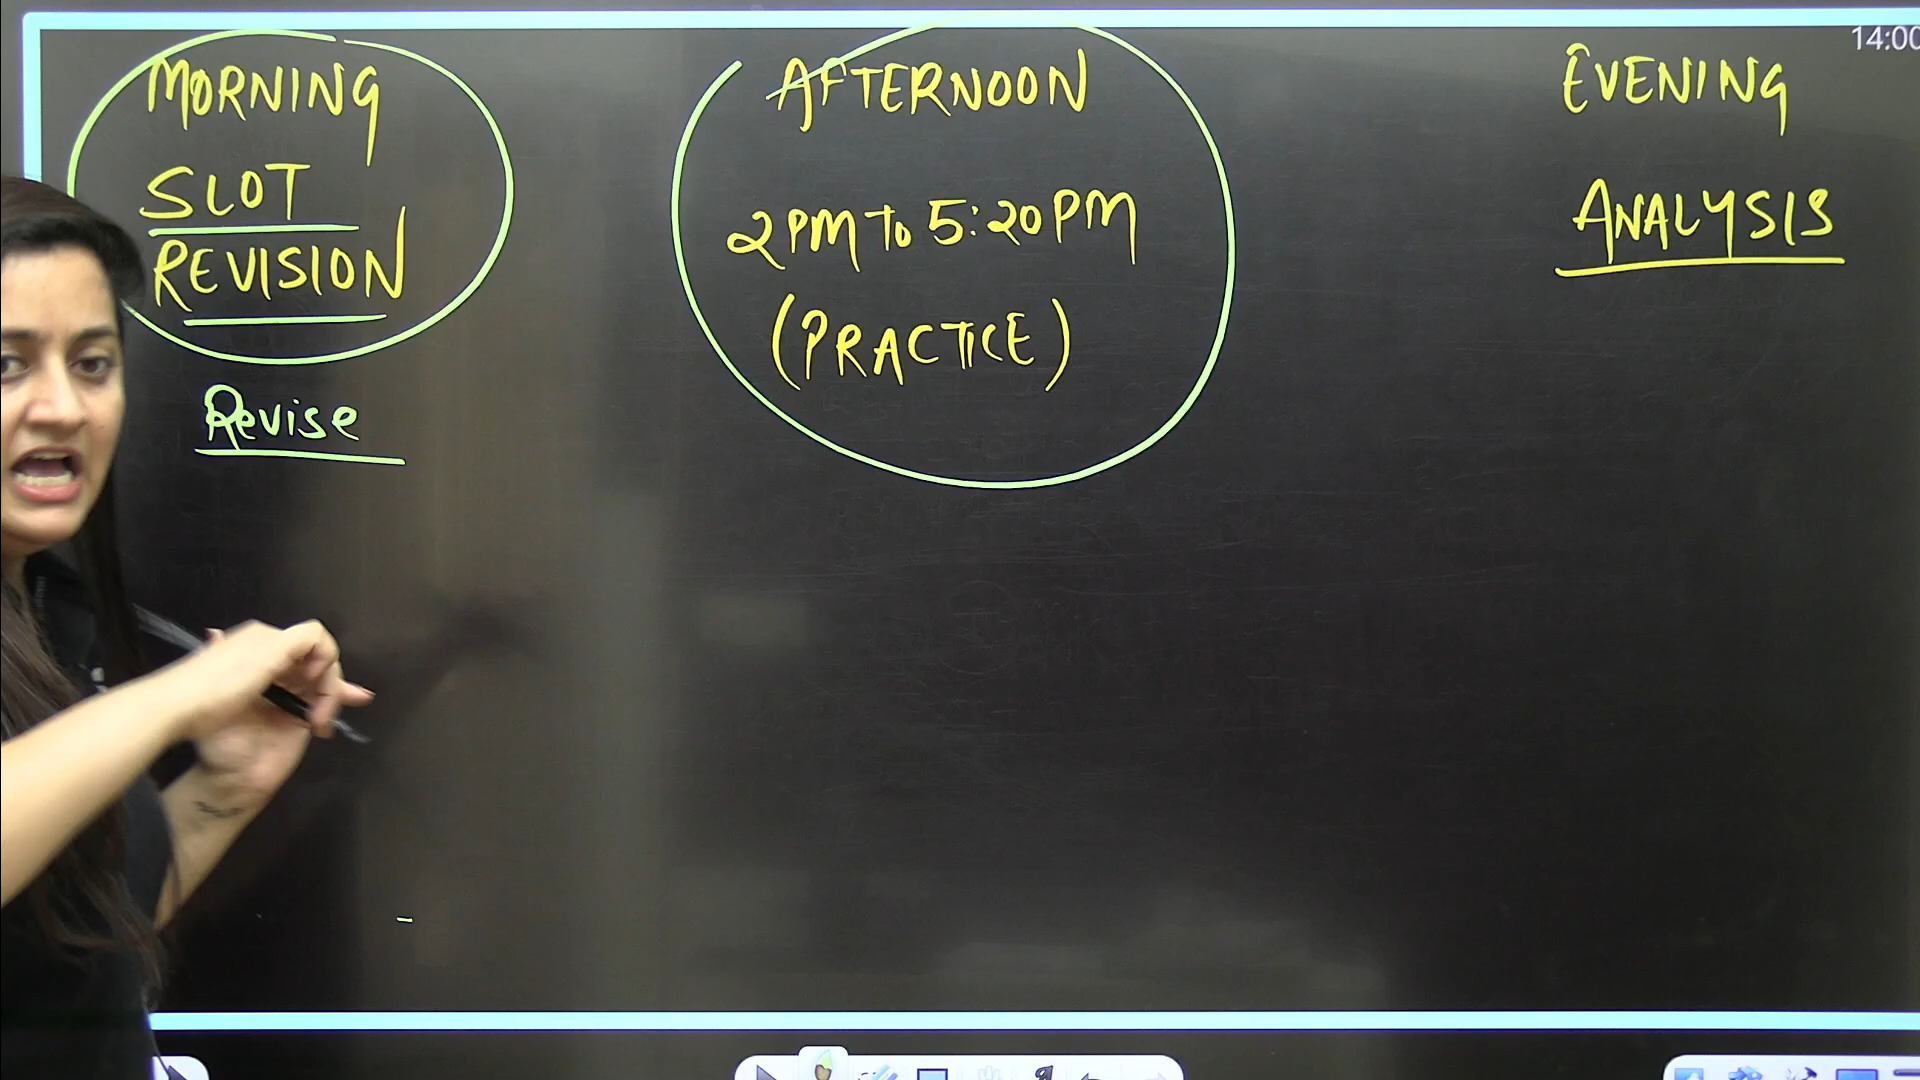 MORNING
SLOT
REVISION
Revise
AFTERNOON
2PM To 5:20PM
(PRACTICE)
EVENING
ANALYSIS
14:00